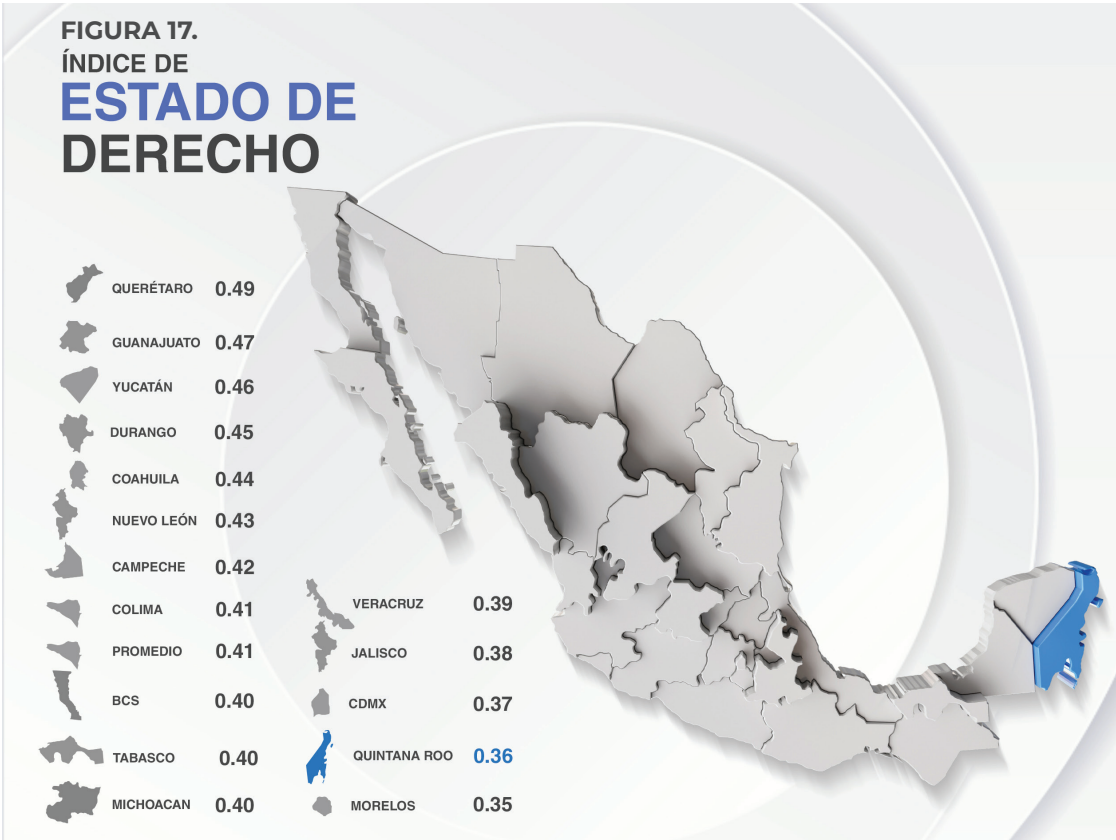 FIGURA 17.
ÍNDICE DE
ESTADO DE
DERECHO
QUERÉTARO 0.49
GUANAJUATO 0.47
YUCATÁN 0.46
DURANGO 0.45
COAHUILA 0.44
NUEVO LEÓN 0.43
CAMPECHE 0.42
COLIMA 0.41
PROMEDIO 0.41
BCS 0.40
TABASCO 0.40
MICHOACAN 0.40
VERACRUZ 0.39
JALISCO 0.38
CDMX 0.37
QUINTANA ROO 0.36
MORELOS 0.35